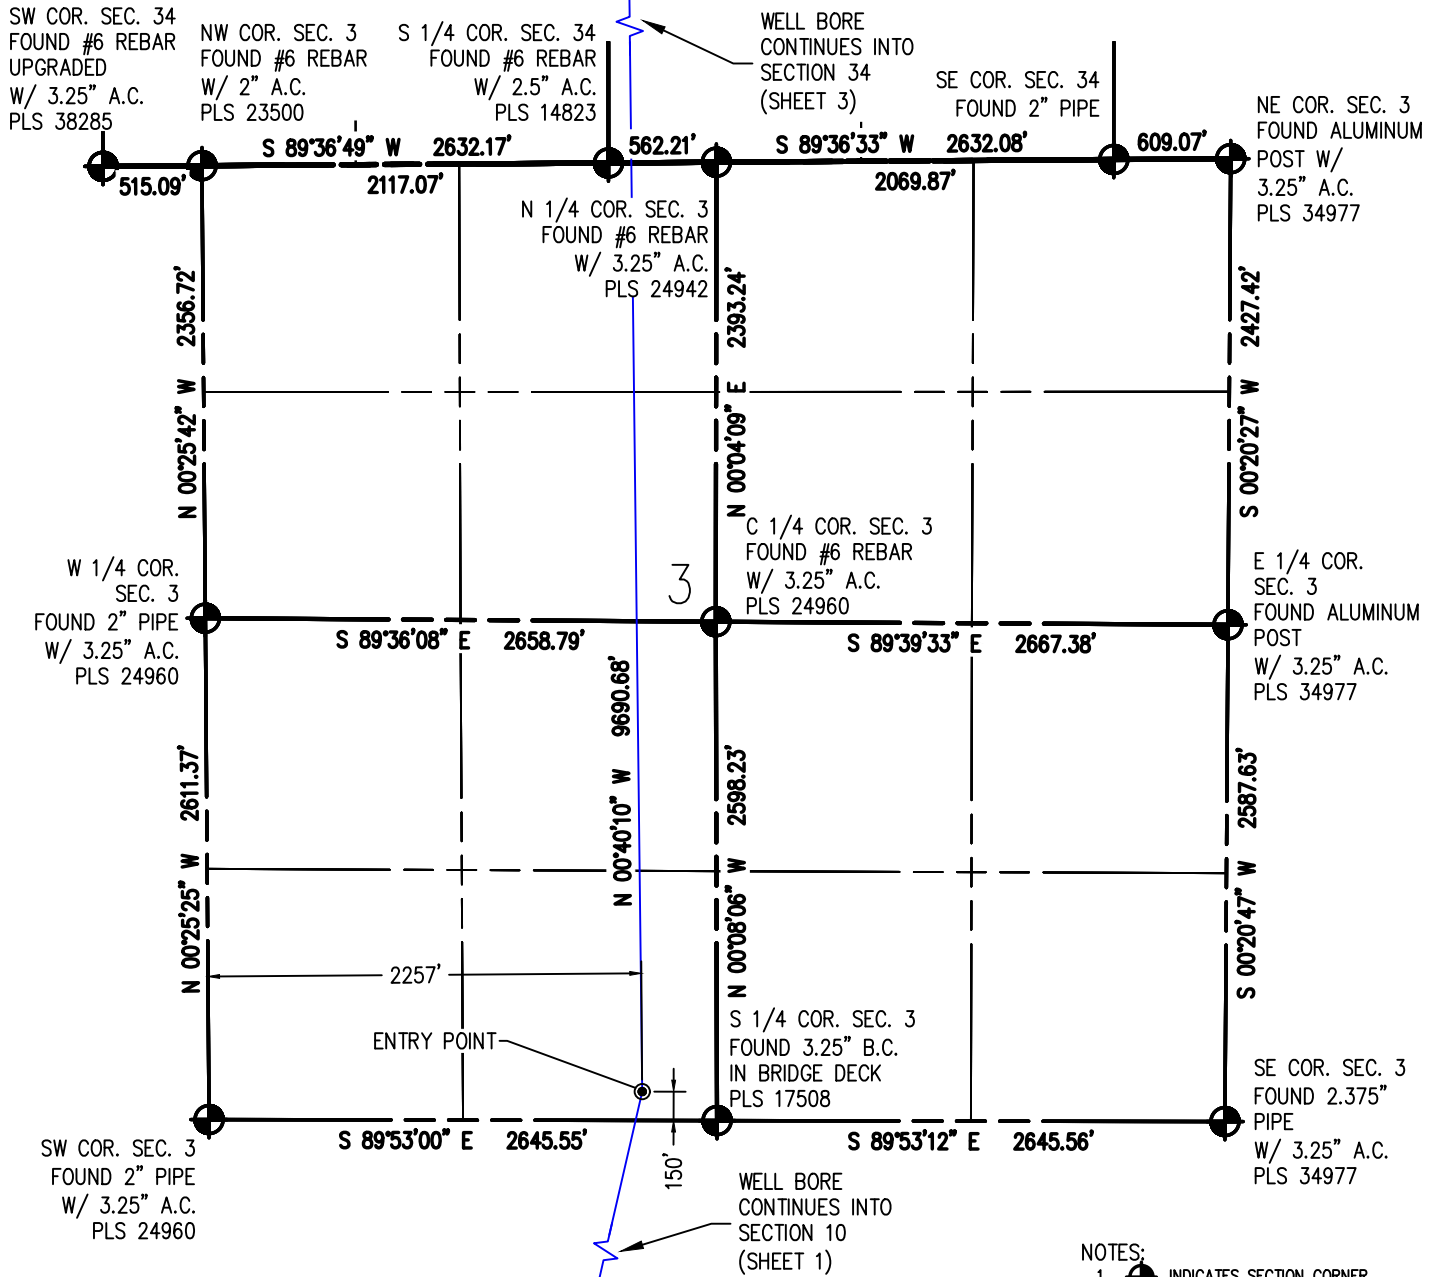 SW COR. SEC. 34
FOUND #6 REBAR
UPGRADED
W/ 3.25" A.C.
PLS 38285
NW COR. SEC. 3
FOUND #6 REBAR
W/ 2" A.C.
PLS 23500
S 1/4 COR. SEC. 34
FOUND #6 REBAR
W/ 2.5" A.C.
PLS 14823
WELL BORE
CONTINUES INTO
SECTION 34
(SHEET 3)
SE COR. SEC. 34
FOUND 2" PIPE
NE COR. SEC. 3
FOUND ALUMINUM
POST W/
3.25" A.C.
PLS 34977
S 89°36'49" W 2632.17'
562.21'
S 89°36'33" W 2632.08'
609.07'
515.09'
2117.07'
2069.87'
N 1/4 COR. SEC. 3
FOUND #6 REBAR
W/ 3.25" A.C.
PLS 24942
N 00°25'42" W 2356.72'
N 00°04'09" E 2393.24'
S 00°20'27" W 2427.42'
C 1/4 COR. SEC. 3
FOUND #6 REBAR
W/ 3.25" A.C.
PLS 24960
3
W 1/4 COR.
SEC. 3
FOUND 2" PIPE
W/ 3.25" A.C.
PLS 24960
E 1/4 COR.
SEC. 3
FOUND ALUMINUM
POST
W/ 3.25" A.C.
PLS 34977
S 89°36'08" E 2658.79'
S 89°39'33" E 2667.38'
N 00°25'25" W 2611.37'
N 00°40'10" W 9690.68'
N 00°08'06" W 2598.23'
S 00°20'47" W 2587.63'
2257'
ENTRY POINT
S 1/4 COR. SEC. 3
FOUND 3.25" B.C.
IN BRIDGE DECK
PLS 17508
SE COR. SEC. 3
FOUND 2.375"
PIPE
W/ 3.25" A.C.
PLS 34977
S 89°53'00" E 2645.55'
S 89°53'12" E 2645.56'
150'
SW COR. SEC. 3
FOUND 2" PIPE
W/ 3.25" A.C.
PLS 24960
WELL BORE
CONTINUES INTO
SECTION 10
(SHEET 1)
NOTES:
1. INDICATES SECTION CORNER